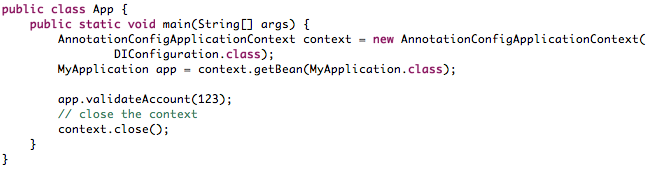 public class App {
    public static void main(String[] args) {
        AnnotationConfigApplicationContext context = new AnnotationConfigApplicationContext(
                DIConfiguration.class);
        MyApplication app = context.getBean(MyApplication.class);

        app.validateAccount(123);
        // close the context
        context.close();
    }
}